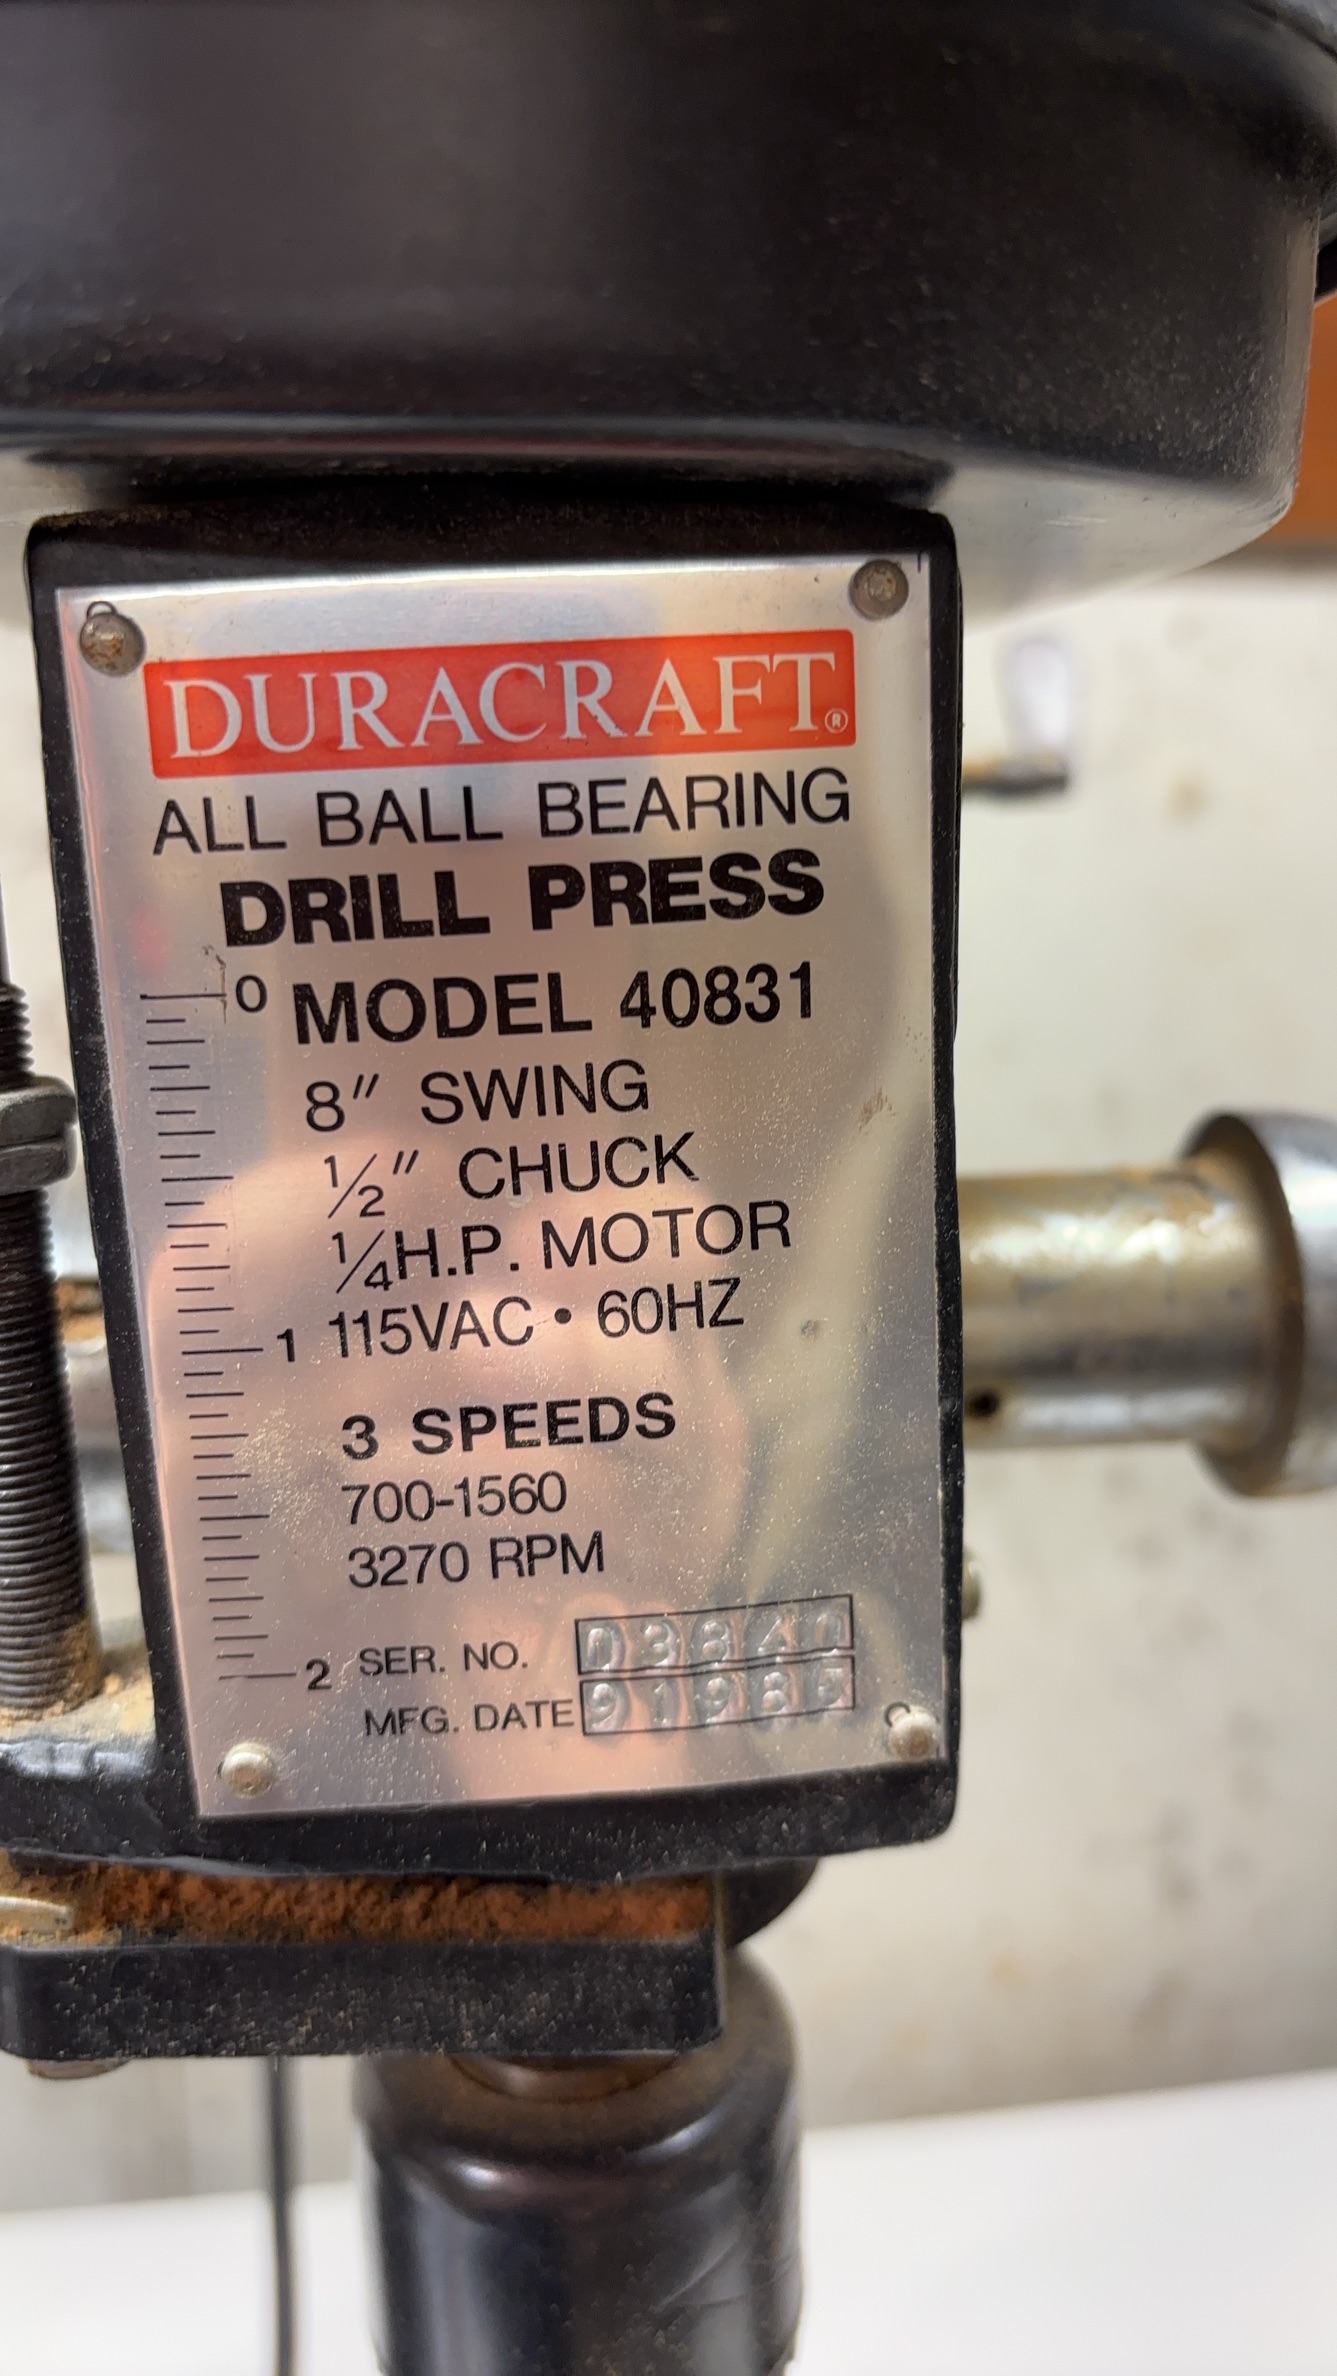 DURACRAFT®
ALL BALL BEARING
DRILL PRESS
0 MODEL 40831
8″ SWING
1/2″ CHUCK
1/4 H.P. MOTOR
1 115VAC • 60HZ
3 SPEEDS
700-1560
3270 RPM
2 SER. NO.
MFG. DATE